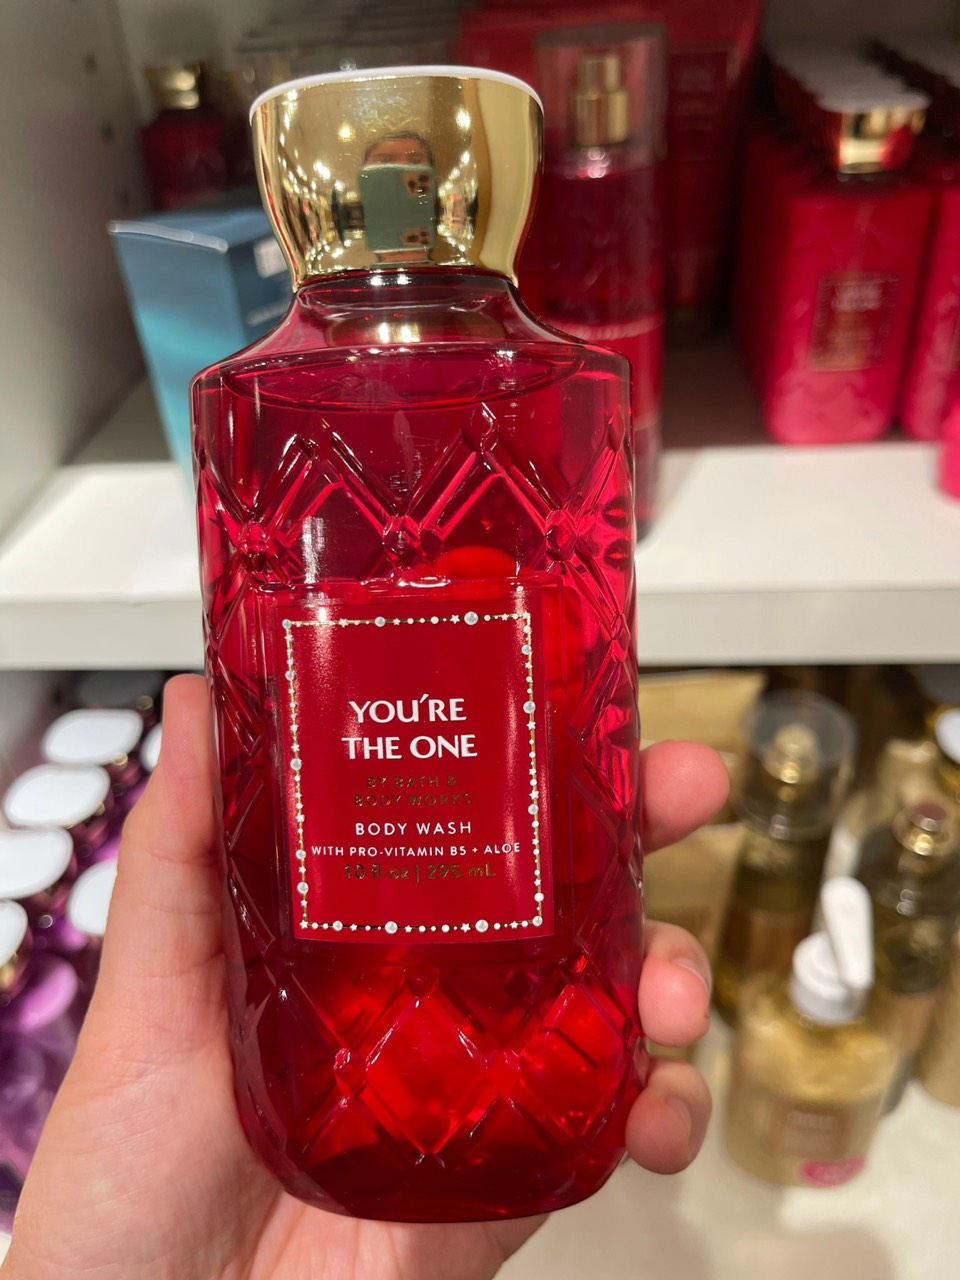 YOU'RE
THE ONE
BY BATH &
BODY WORKS
BODY WASH
WITH PRO-VITAMIN B5 + ALOE
10 fl oz | 295 mL